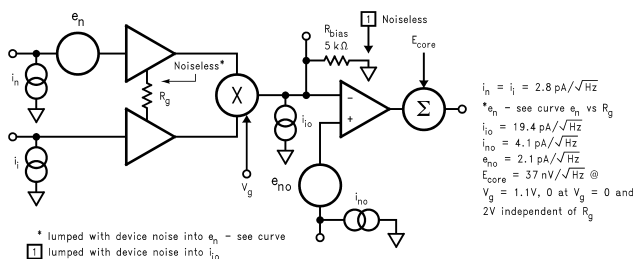 e_n
Noiseless*
R_g
i_n
i_i
X
V_g
i_io
R_bias
5 kΩ
1 Noiseless
E_core
-
+
Σ
e_no
i_no
i_n = i_i = 2.8 pA/√Hz
*e_n - see curve e_n vs R_g
i_io = 19.4 pA/√Hz
i_no = 4.1 pA/√Hz
e_no = 2.1 pA/√Hz
E_core = 37 nV/√Hz @
V_g = 1.1V, 0 at V_g = 0 and
2V independent of R_g
* lumped with device noise into e_n - see curve
1 lumped with device noise into i_io